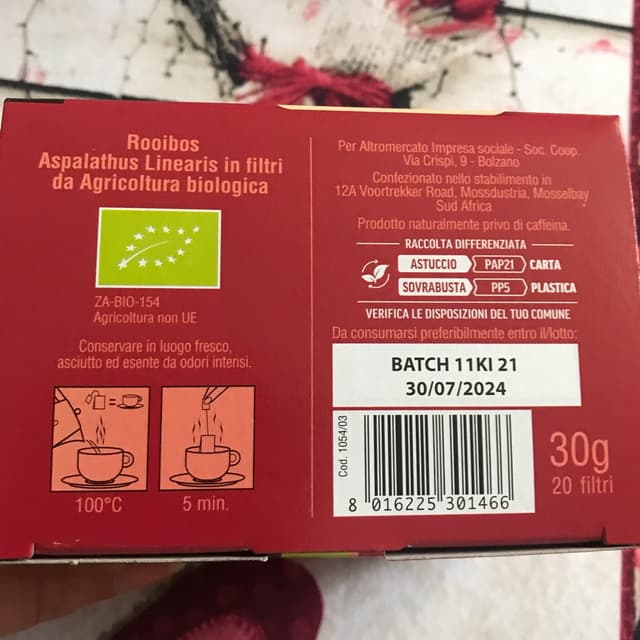 Rooibos
Aspalathus Linearis in filtri
da Agricoltura biologica
ZA-BIO-154
Agricoltura non UE
Conservare in luogo fresco,
asciutto ed esente da odori intensi.
100°C
5 min.
Per Altromercato Impresa sociale - Soc. Coop.
Via Crispi, 9 - Bolzano
Confezionato nello stabilimento in
12A Voortrekker Road, Mossdustria, Mosselbay
Sud Africa
Prodotto naturalmente privo di caffeina.
RACCOLTA DIFFERENZIATA
ASTUCCIO PAP21 CARTA
SOVRABUSTA PP5 PLASTICA
VERIFICA LE DISPOSIZIONI DEL TUO COMUNE
Da consumarsi preferibilmente entro il/lotto:
BATCH 11KI 21
30/07/2024
Cod. 1054/03
8 016225 301466
30g
20 filtri